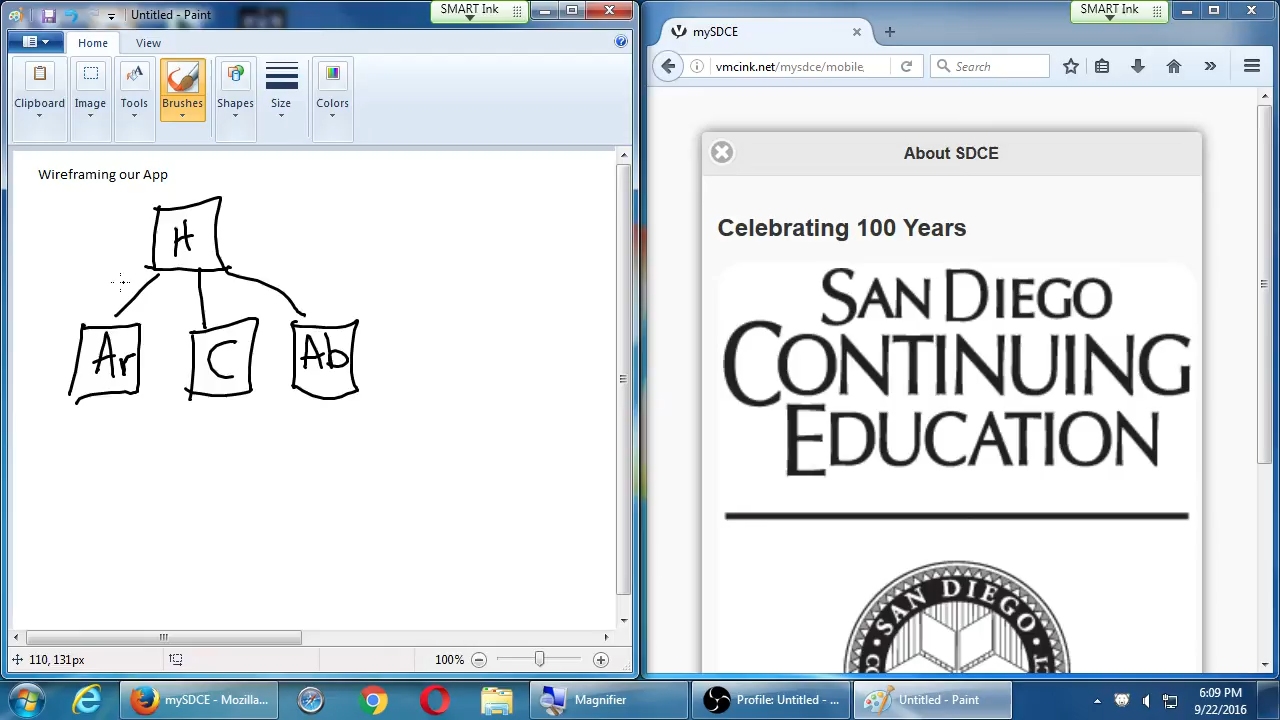 Untitled - Paint
SMART Ink
Home
View
Clipboard
Image
Tools
Brushes
Shapes
Size
Colors
Wireframing our App
H
Ar
C
Ab
110, 131px
100%
SMART Ink
mySDCE
vmcink.net/mysdce/mobile
Search
About SDCE
Celebrating 100 Years
SAN DIEGO
CONTINUING
EDUCATION
SAN DIEGO
mySDCE - Mozilla...
Magnifier
Profile: Untitled - ...
Untitled - Paint
6:09 PM
9/22/2016